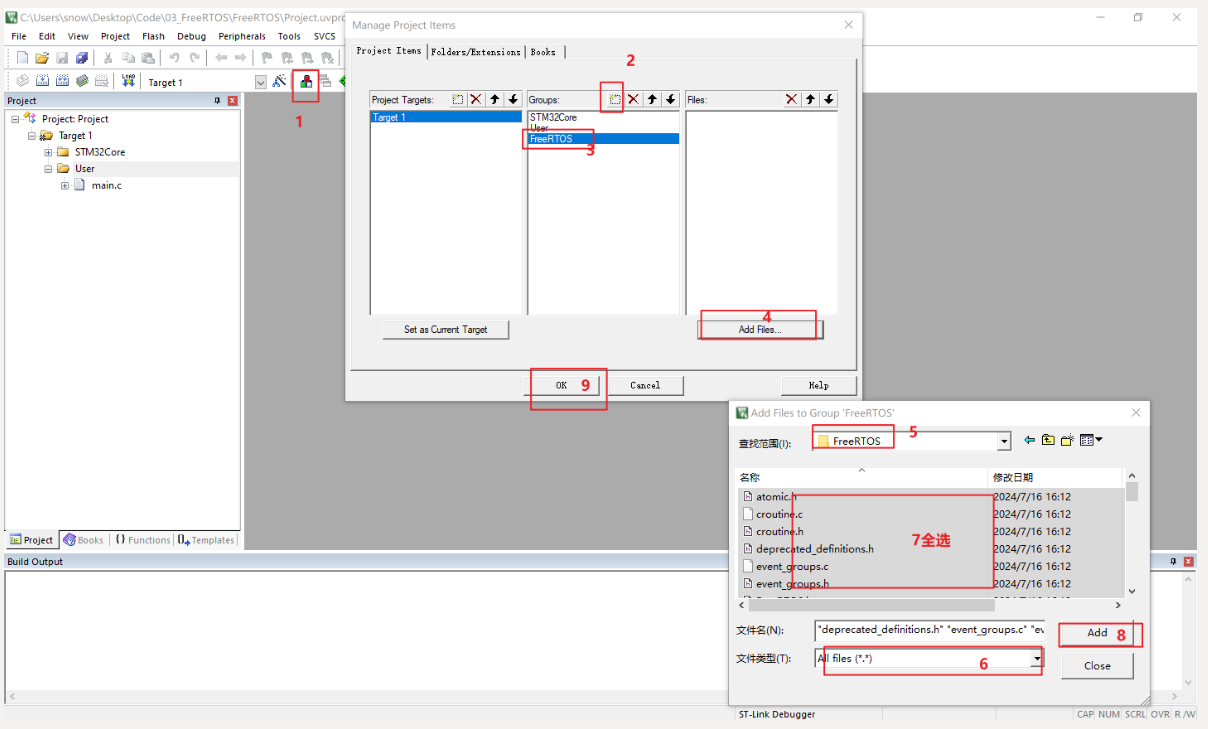 C:\Users\snow\Desktop\Code\03_FreeRTOS\FreeRTOS\Project.uvpro
File Edit View Project Flash Debug Peripherals Tools SVCS
LOAD
Target 1
1
Project
Project: Project
Target 1
STM32Core
User
main.c
Project Books Functions Templates
Build Output
Manage Project Items
Project Items Folders/Extensions Books
2
Project Targets:
Groups:
Files:
Target 1
STM32Core
User
FreeRTOS
3
4
Set as Current Target
Add Files...
OK 9
Cancel
Help
Add Files to Group 'FreeRTOS'
查找范围(I):
FreeRTOS
5
名称
修改日期
atomic.h 2024/7/16 16:12
croutine.c 2024/7/16 16:12
croutine.h 2024/7/16 16:12
deprecated_definitions.h 2024/7/16 16:12
event_groups.c 2024/7/16 16:12
event_groups.h 2024/7/16 16:12
7全选
文件名(N):
"deprecated_definitions.h" "event_groups.c" "ev
Add 8
文件类型(T):
All files (*.*)
6
Close
ST-Link Debugger
CAP NUM SCRL OVR R/W